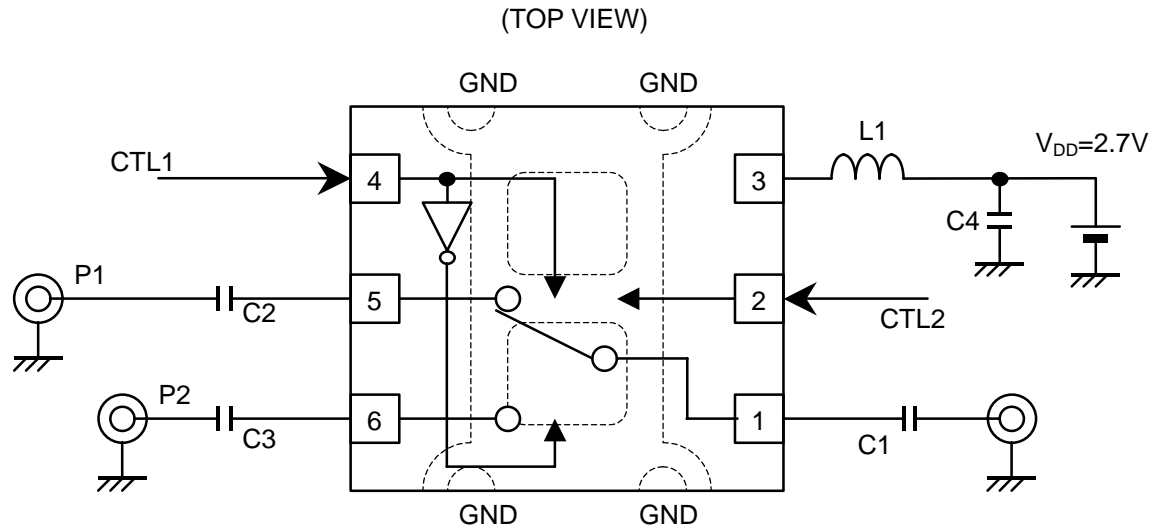 (TOP VIEW)
GND GND
CTL1
4
3
L1
VDD=2.7V
C4
P1
C2
5
2
CTL2
P2
C3
6
1
C1
GND GND